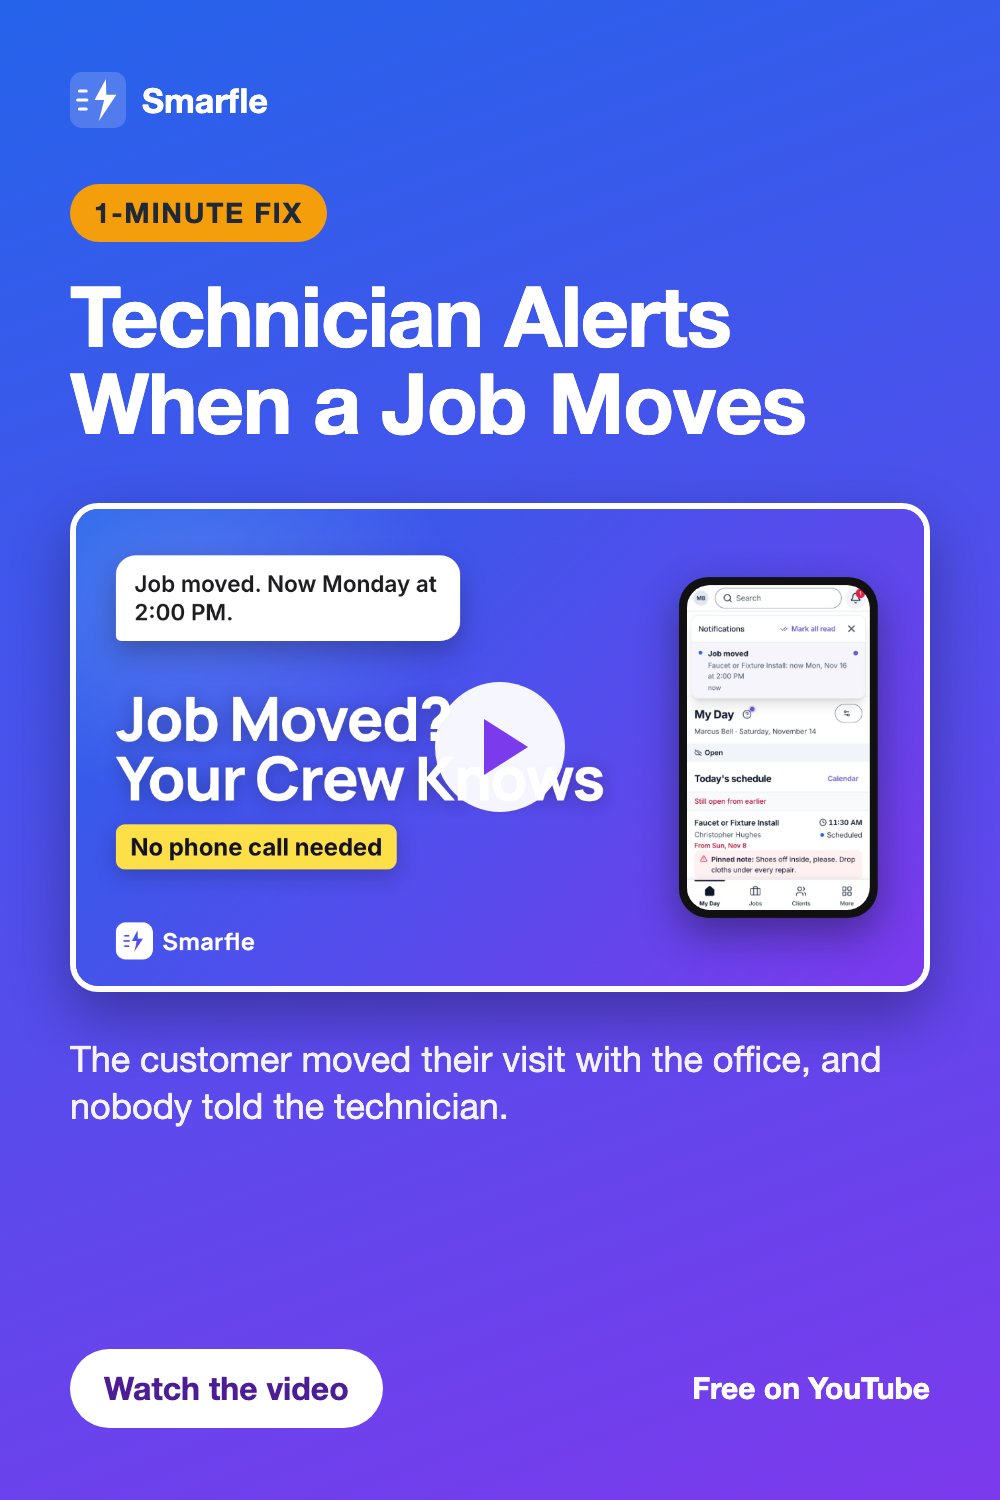 Smarfle
1-MINUTE FIX
Technician Alerts
When a Job Moves
Job moved. Now Monday at
2:00 PM.
Job Moved?
Your Crew Knows
No phone call needed
Smarfle
MB
Search
1
Notifications
Mark all read
Job moved
Faucet or Fixture Install: now Mon, Nov 16
at 2:00 PM
now
My Day
Marcus Bell · Saturday, November 14
Open
Today's schedule
Calendar
Still open from earlier
Faucet or Fixture Install
11:30 AM
Christopher Hughes
Scheduled
From Sun, Nov 8
Pinned note: Shoes off inside, please. Drop
cloths under every repair.
My Day
Jobs
Clients
More
The customer moved their visit with the office, and
nobody told the technician.
Watch the video
Free on YouTube